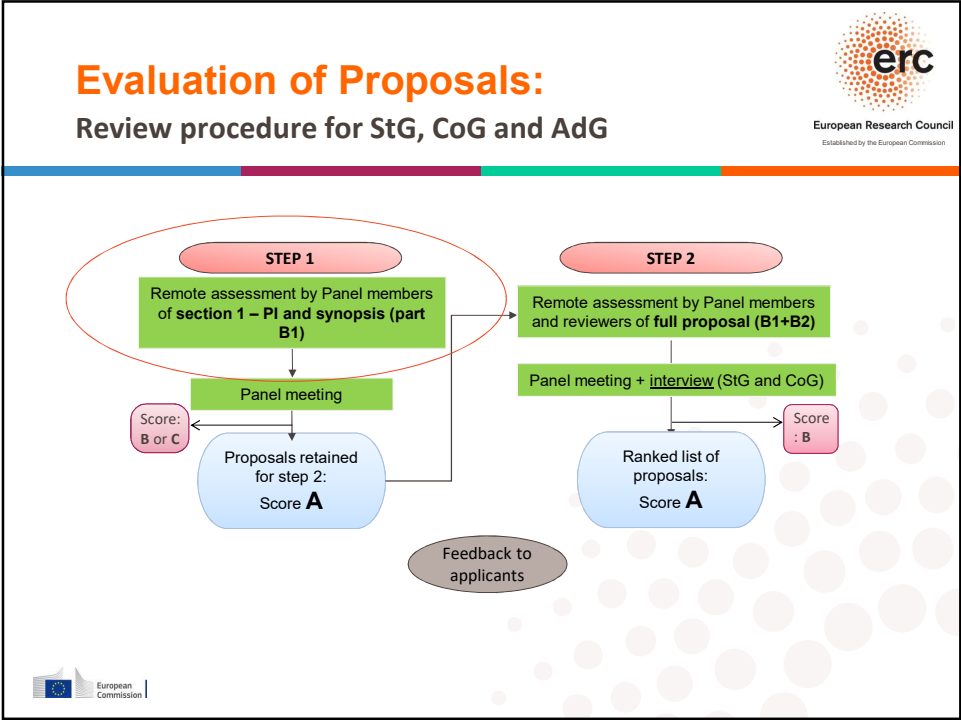 Evaluation of Proposals:
Review procedure for StG, CoG and AdG
erc
European Research Council
Established by the European Commission
STEP 1
Remote assessment by Panel members
of section 1 – PI and synopsis (part
B1)
Panel meeting
Score:
B or C
Proposals retained
for step 2:
Score A
STEP 2
Remote assessment by Panel members
and reviewers of full proposal (B1+B2)
Panel meeting + interview (StG and CoG)
Score
: B
Ranked list of
proposals:
Score A
Feedback to
applicants
European
Commission